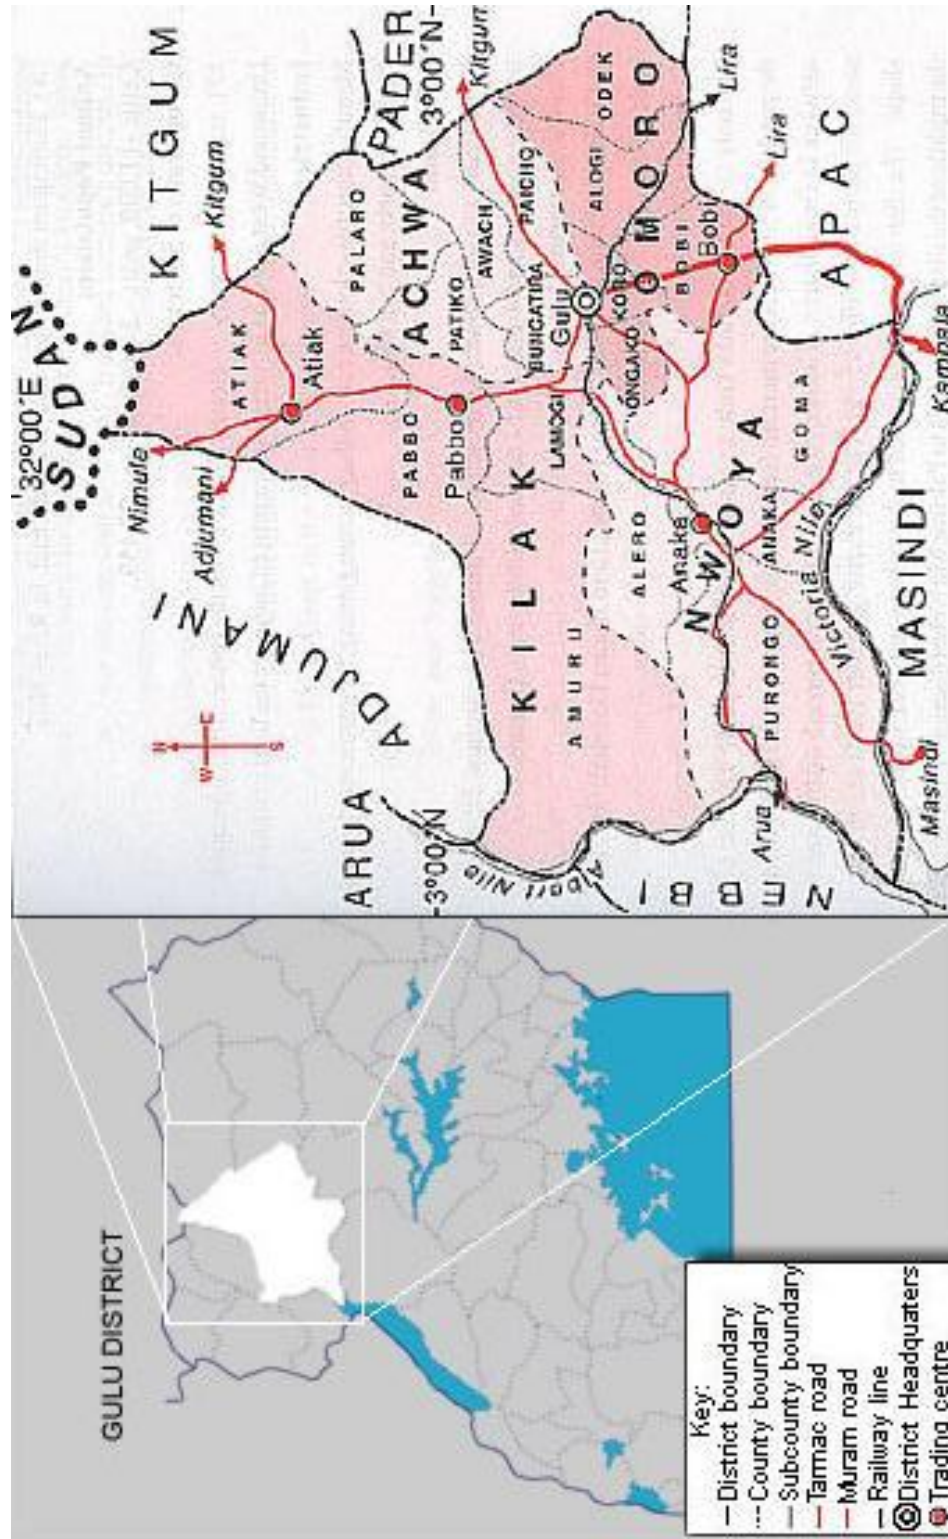 GULU DISTRICT
Key:
District boundary
County boundary
Subcounty boundary
Tarmac road
Muram road
Railway line
District Headquaters
Trading centre
32°00'E
SUDAN
KITGUM
Nimule
Kitgum
Adjumani
ADJUMANI
N
W E
S
ATIAK
Atiak
ARUA
PALARO
PADER
PABBO
ACHWA
3°00'N
3°00'N
Pabbo
PATIKO
AWACH
Kitgum
KILAK
PAICHO
BUNGATIRA
LAMOGI
Gulu
AMURU
ODEK
ALOGI
OMORO
KORO
ONGAKO
ALERO
BOBI
Bobi
Anaka
NWOYA
Lira
Lira
NEBBI
Arua
PURONGO
ANAKA
GOMA
APAC
Victoria Nile
MASINDI
Masindi
Kampala